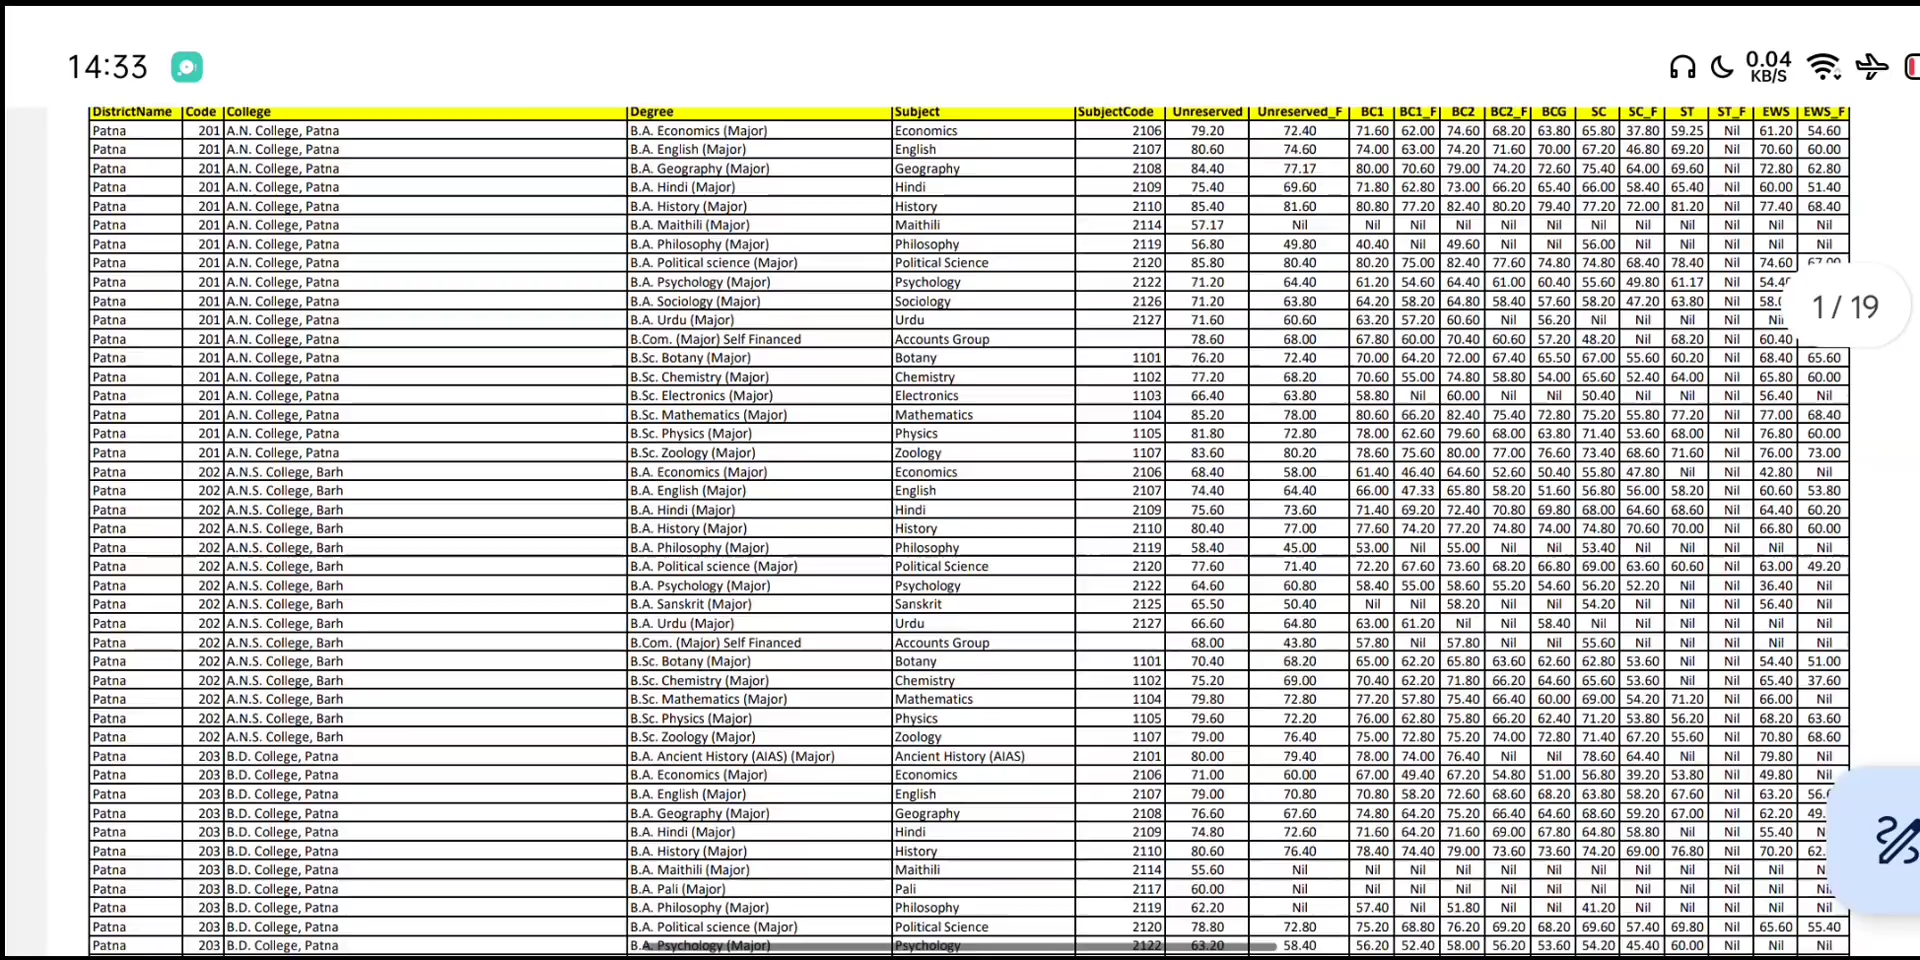 14:33
0.04
KB/S
DistrictName Code College Degree Subject SubjectCode Unreserved Unreserved_F BC1 BC1_F BC2 BC2_F BCG SC SC_F ST ST_F EWS EWS_F
Patna 201 A.N. College, Patna B.A. Economics (Major) Economics 2106 79.20 72.40 71.60 62.00 74.60 68.20 63.80 65.80 37.80 59.25 Nil 61.20 54.60
Patna 201 A.N. College, Patna B.A. English (Major) English 2107 80.60 74.60 74.00 63.00 74.20 71.60 70.00 67.20 46.80 69.20 Nil 70.60 60.00
Patna 201 A.N. College, Patna B.A. Geography (Major) Geography 2108 84.40 77.17 80.00 70.60 79.00 74.20 72.60 75.40 64.00 69.60 Nil 72.80 62.80
Patna 201 A.N. College, Patna B.A. Hindi (Major) Hindi 2109 75.40 69.60 71.80 62.80 73.00 66.20 65.40 66.00 58.40 65.40 Nil 60.00 51.40
Patna 201 A.N. College, Patna B.A. History (Major) History 2110 85.40 81.60 80.80 77.20 82.40 80.20 79.40 77.20 72.00 81.20 Nil 77.40 68.40
Patna 201 A.N. College, Patna B.A. Maithili (Major) Maithili 2114 57.17 Nil Nil Nil Nil Nil Nil Nil Nil Nil Nil Nil Nil
Patna 201 A.N. College, Patna B.A. Philosophy (Major) Philosophy 2119 56.80 49.80 40.40 Nil 49.60 Nil Nil 56.00 Nil Nil Nil Nil Nil
Patna 201 A.N. College, Patna B.A. Political science (Major) Political Science 2120 85.80 80.40 80.20 75.00 82.40 77.60 74.80 74.80 68.40 78.40 Nil 74.60
Patna 201 A.N. College, Patna B.A. Psychology (Major) Psychology 2122 71.20 64.40 61.20 54.60 64.40 61.00 60.40 55.60 49.80 61.17 Nil
Patna 201 A.N. College, Patna B.A. Sociology (Major) Sociology 2126 71.20 63.80 64.20 58.20 64.80 58.40 57.60 58.20 47.20 63.80 Nil
Patna 201 A.N. College, Patna B.A. Urdu (Major) Urdu 2127 71.60 60.60 63.20 57.20 60.60 Nil 56.20 Nil Nil Nil Nil
Patna 201 A.N. College, Patna B.Com. (Major) Self Financed Accounts Group 78.60 68.00 67.80 60.00 70.40 60.60 57.20 48.20 Nil 68.20 Nil 60.40
Patna 201 A.N. College, Patna B.Sc. Botany (Major) Botany 1101 76.20 72.40 70.00 64.20 72.00 67.40 65.50 67.00 55.60 60.20 Nil 68.40 65.60
Patna 201 A.N. College, Patna B.Sc. Chemistry (Major) Chemistry 1102 77.20 68.20 70.60 55.00 74.80 58.80 54.00 65.60 52.40 64.00 Nil 65.80 60.00
Patna 201 A.N. College, Patna B.Sc. Electronics (Major) Electronics 1103 66.40 63.80 58.80 Nil 60.00 Nil Nil 50.40 Nil Nil Nil 56.40 Nil
Patna 201 A.N. College, Patna B.Sc. Mathematics (Major) Mathematics 1104 85.20 78.00 80.60 66.20 82.40 75.40 72.80 75.20 55.80 77.20 Nil 77.00 68.40
Patna 201 A.N. College, Patna B.Sc. Physics (Major) Physics 1105 81.80 72.80 78.00 62.60 79.60 68.00 63.80 71.40 53.60 68.00 Nil 76.80 60.00
Patna 201 A.N. College, Patna B.Sc. Zoology (Major) Zoology 1107 83.60 80.20 78.60 75.60 80.00 77.00 76.60 73.40 68.60 71.60 Nil 76.00 73.00
Patna 202 A.N.S. College, Barh B.A. Economics (Major) Economics 2106 68.40 58.00 61.40 46.40 64.60 52.60 50.40 55.80 47.80 Nil Nil 42.80 Nil
Patna 202 A.N.S. College, Barh B.A. English (Major) English 2107 74.40 64.40 66.00 47.33 65.80 58.20 51.60 56.80 56.00 58.20 Nil 60.60 53.80
Patna 202 A.N.S. College, Barh B.A. Hindi (Major) Hindi 2109 75.60 73.60 71.40 69.20 72.40 70.80 69.80 68.00 64.60 68.60 Nil 64.40 60.20
Patna 202 A.N.S. College, Barh B.A. History (Major) History 2110 80.40 77.00 77.60 74.20 77.20 74.80 74.00 74.80 70.60 70.00 Nil 66.80 60.00
Patna 202 A.N.S. College, Barh B.A. Philosophy (Major) Philosophy 2119 58.40 45.00 53.00 Nil 55.00 Nil Nil 53.40 Nil Nil Nil Nil Nil
Patna 202 A.N.S. College, Barh B.A. Political science (Major) Political Science 2120 77.60 71.40 72.20 67.60 73.60 68.20 66.80 69.00 63.60 60.60 Nil 63.00 49.20
Patna 202 A.N.S. College, Barh B.A. Psychology (Major) Psychology 2122 64.60 60.80 58.40 55.00 58.60 55.20 54.60 56.20 52.20 Nil Nil 36.40 Nil
Patna 202 A.N.S. College, Barh B.A. Sanskrit (Major) Sanskrit 2125 65.50 50.40 Nil Nil 58.20 Nil Nil 54.20 Nil Nil Nil 56.40 Nil
Patna 202 A.N.S. College, Barh B.A. Urdu (Major) Urdu 2127 66.60 64.80 63.00 61.20 Nil Nil 58.40 Nil Nil Nil Nil Nil Nil
Patna 202 A.N.S. College, Barh B.Com. (Major) Self Financed Accounts Group 68.00 43.80 57.80 Nil 57.80 Nil Nil 55.60 Nil Nil Nil Nil Nil
Patna 202 A.N.S. College, Barh B.Sc. Botany (Major) Botany 1101 70.40 68.20 65.00 62.20 65.80 63.60 62.60 62.80 53.60 Nil Nil 54.40 51.00
Patna 202 A.N.S. College, Barh B.Sc. Chemistry (Major) Chemistry 1102 75.20 69.00 70.40 62.20 71.80 66.20 64.60 65.60 53.60 Nil Nil 65.40 37.60
Patna 202 A.N.S. College, Barh B.Sc. Mathematics (Major) Mathematics 1104 79.80 72.80 77.20 57.80 75.40 66.40 60.00 69.00 54.20 71.20 Nil 66.00 Nil
Patna 202 A.N.S. College, Barh B.Sc. Physics (Major) Physics 1105 79.60 72.20 76.00 62.80 75.80 66.20 62.40 71.20 53.80 56.20 Nil 68.20 63.60
Patna 202 A.N.S. College, Barh B.Sc. Zoology (Major) Zoology 1107 79.00 76.40 75.00 72.80 75.20 74.00 72.80 71.40 67.20 55.60 Nil 70.80 68.60
Patna 203 B.D. College, Patna B.A. Ancient History (AIAS) (Major) Ancient History (AIAS) 2101 80.00 79.40 78.00 74.00 76.40 Nil Nil 78.60 64.40 Nil Nil 79.80 Nil
Patna 203 B.D. College, Patna B.A. Economics (Major) Economics 2106 71.00 60.00 67.00 49.40 67.20 54.80 51.00 56.80 39.20 53.80 Nil 49.80 Nil
Patna 203 B.D. College, Patna B.A. English (Major) English 2107 79.00 70.80 70.80 58.20 72.60 68.60 68.20 63.80 58.20 67.60 Nil 63.20
Patna 203 B.D. College, Patna B.A. Geography (Major) Geography 2108 76.60 67.60 74.80 64.20 75.20 66.40 64.60 68.60 59.20 67.00 Nil 62.20
Patna 203 B.D. College, Patna B.A. Hindi (Major) Hindi 2109 74.80 72.60 71.60 64.20 71.60 69.00 67.80 64.80 58.80 Nil Nil 55.40
Patna 203 B.D. College, Patna B.A. History (Major) History 2110 80.60 76.40 78.40 74.40 79.00 73.60 73.60 74.20 69.00 76.80 Nil 70.20
Patna 203 B.D. College, Patna B.A. Maithili (Major) Maithili 2114 55.60 Nil Nil Nil Nil Nil Nil Nil Nil Nil Nil Nil
Patna 203 B.D. College, Patna B.A. Pali (Major) Pali 2117 60.00 Nil Nil Nil Nil Nil Nil Nil Nil Nil Nil Nil
Patna 203 B.D. College, Patna B.A. Philosophy (Major) Philosophy 2119 62.20 Nil 57.40 Nil 51.80 Nil Nil 41.20 Nil Nil Nil Nil Nil
Patna 203 B.D. College, Patna B.A. Political science (Major) Political Science 2120 78.80 72.80 75.20 68.80 76.20 69.20 68.20 69.60 57.40 69.80 Nil 65.60 55.40
Patna 203 B.D. College, Patna B.A. Psychology (Major) Psychology 2122 63.20 58.40 56.20 52.40 58.00 56.20 53.60 54.20 45.40 60.00 Nil Nil Nil
1 / 19